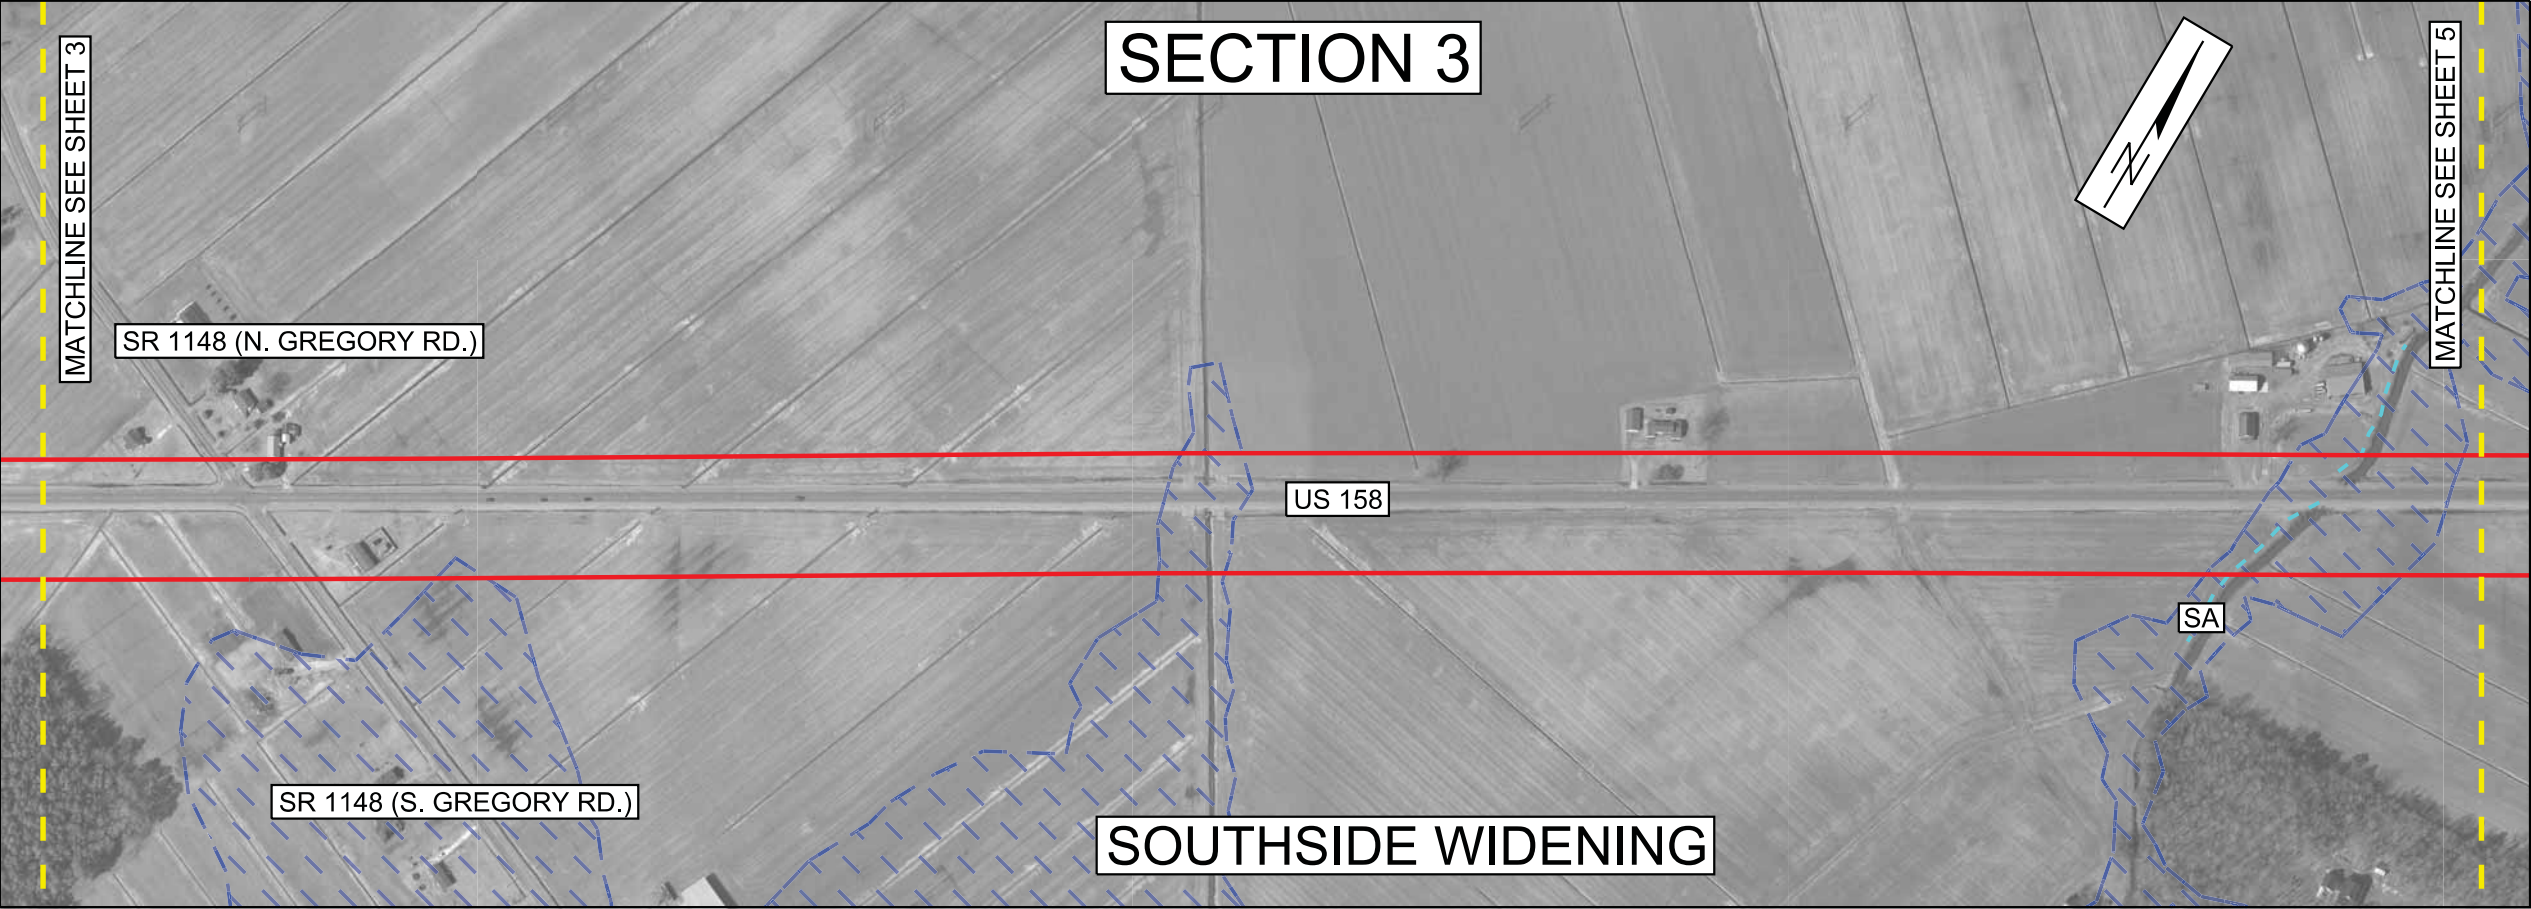 SECTION 3
MATCHLINE SEE SHEET 3
MATCHLINE SEE SHEET 5
N
SR 1148 (N. GREGORY RD.)
US 158
SA
SR 1148 (S. GREGORY RD.)
SOUTHSIDE WIDENING